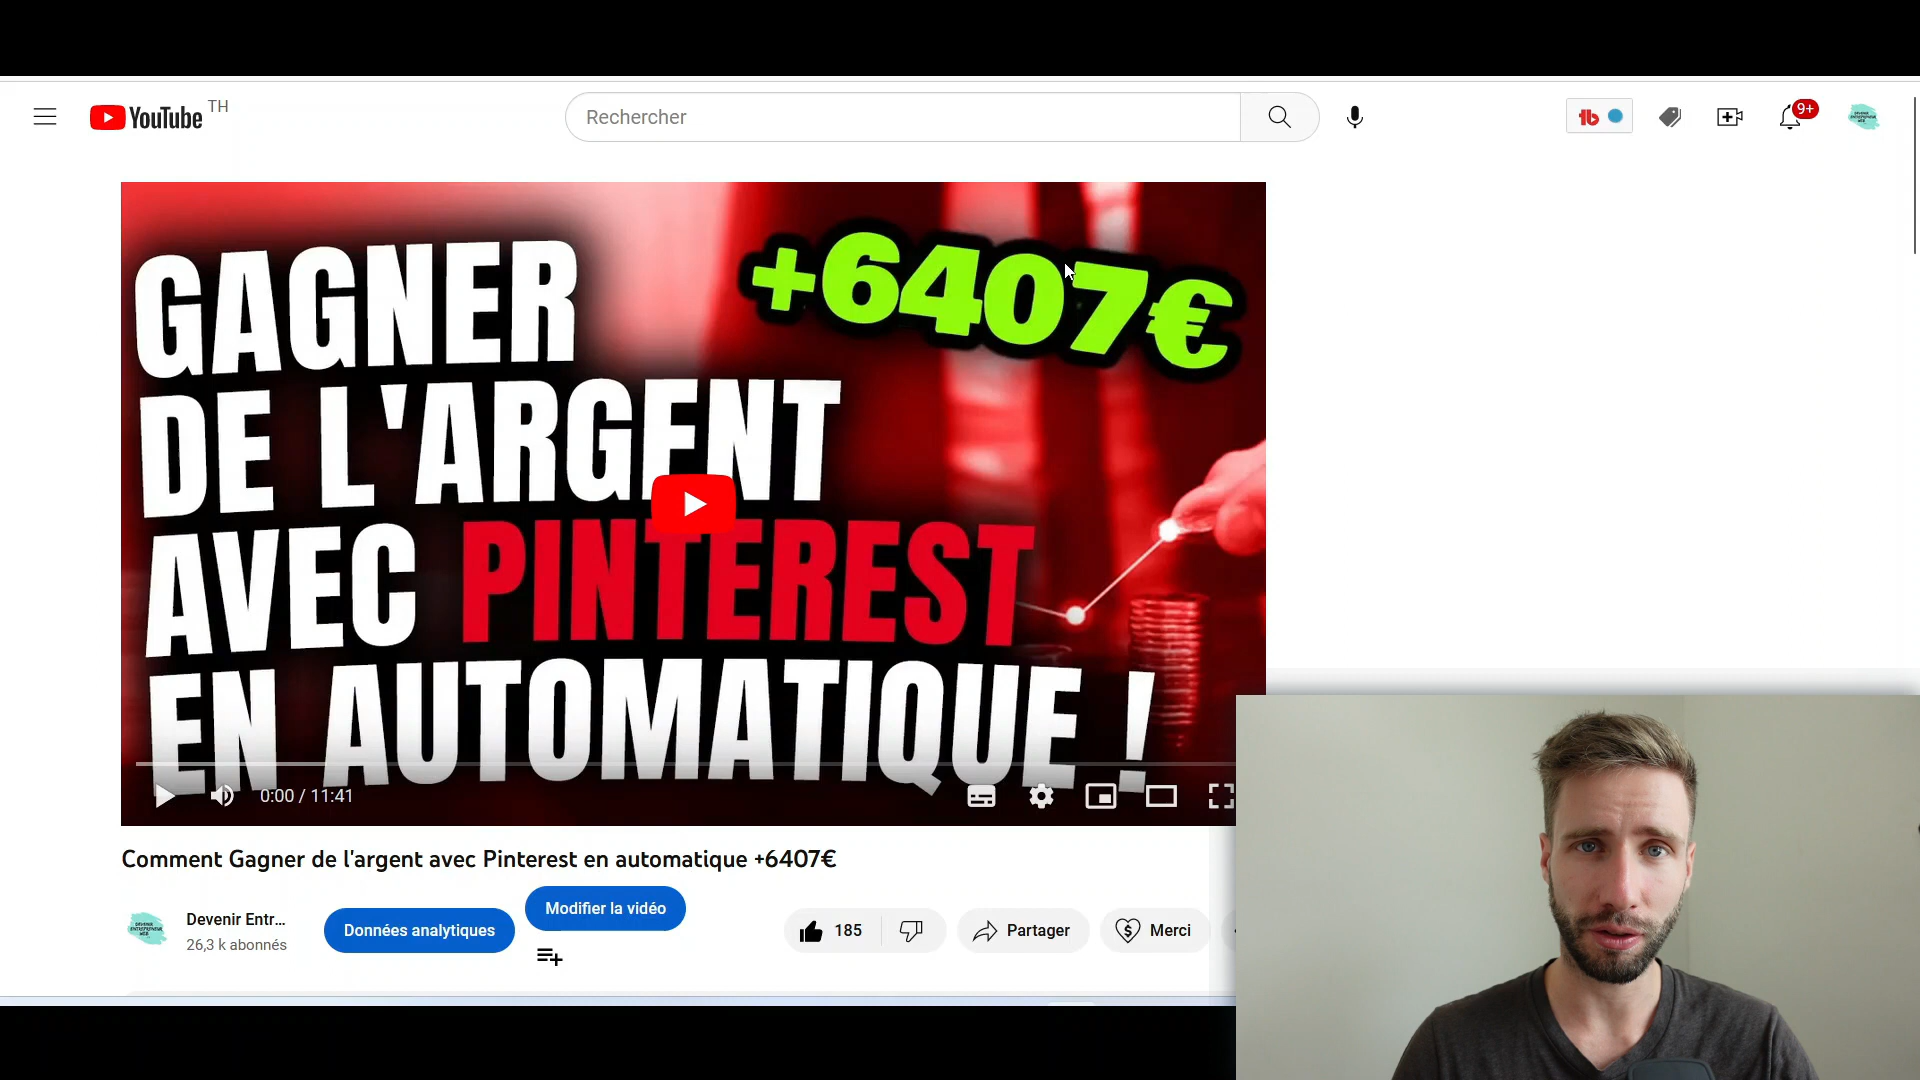 YouTube TH
Rechercher
9+
GAGNER
DE L'ARGENT
AVEC PINTEREST
EN AUTOMATIQUE !
+6407€
0:00 / 11:41
Comment Gagner de l'argent avec Pinterest en automatique +6407€
Devenir Entr...
26,3 k abonnés
Données analytiques
Modifier la vidéo
185
Partager
Merci